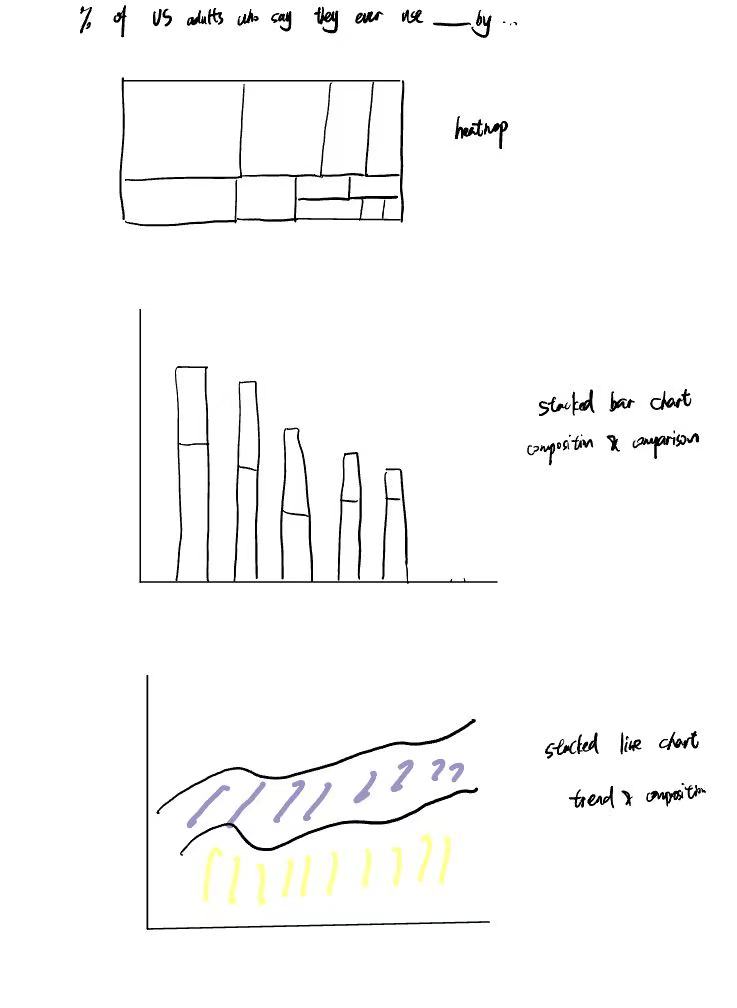 % of US adults who say they ever use ____ by ...
heatmap
stacked bar chart
composition & comparison
stacked line chart
trend & composition